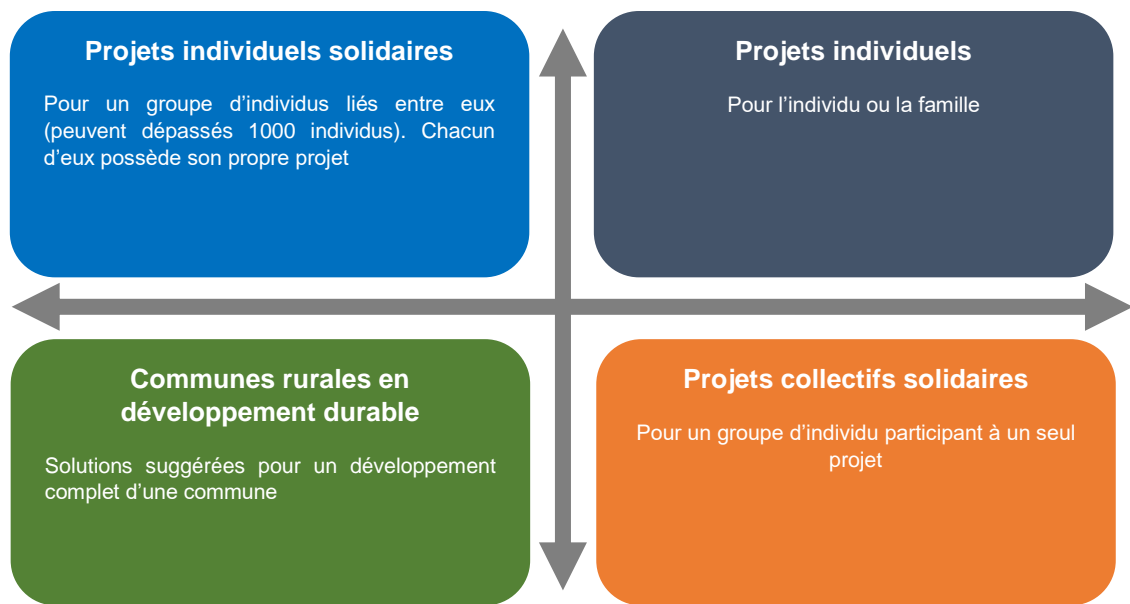 Projets individuels solidaires
Pour un groupe d'individus liés entre eux
(peuvent dépassés 1000 individus). Chacun
d'eux possède son propre projet
Projets individuels
Pour l'individu ou la famille
Communes rurales en
développement durable
Solutions suggérées pour un développement
complet d'une commune
Projets collectifs solidaires
Pour un groupe d'individu participant à un seul
projet